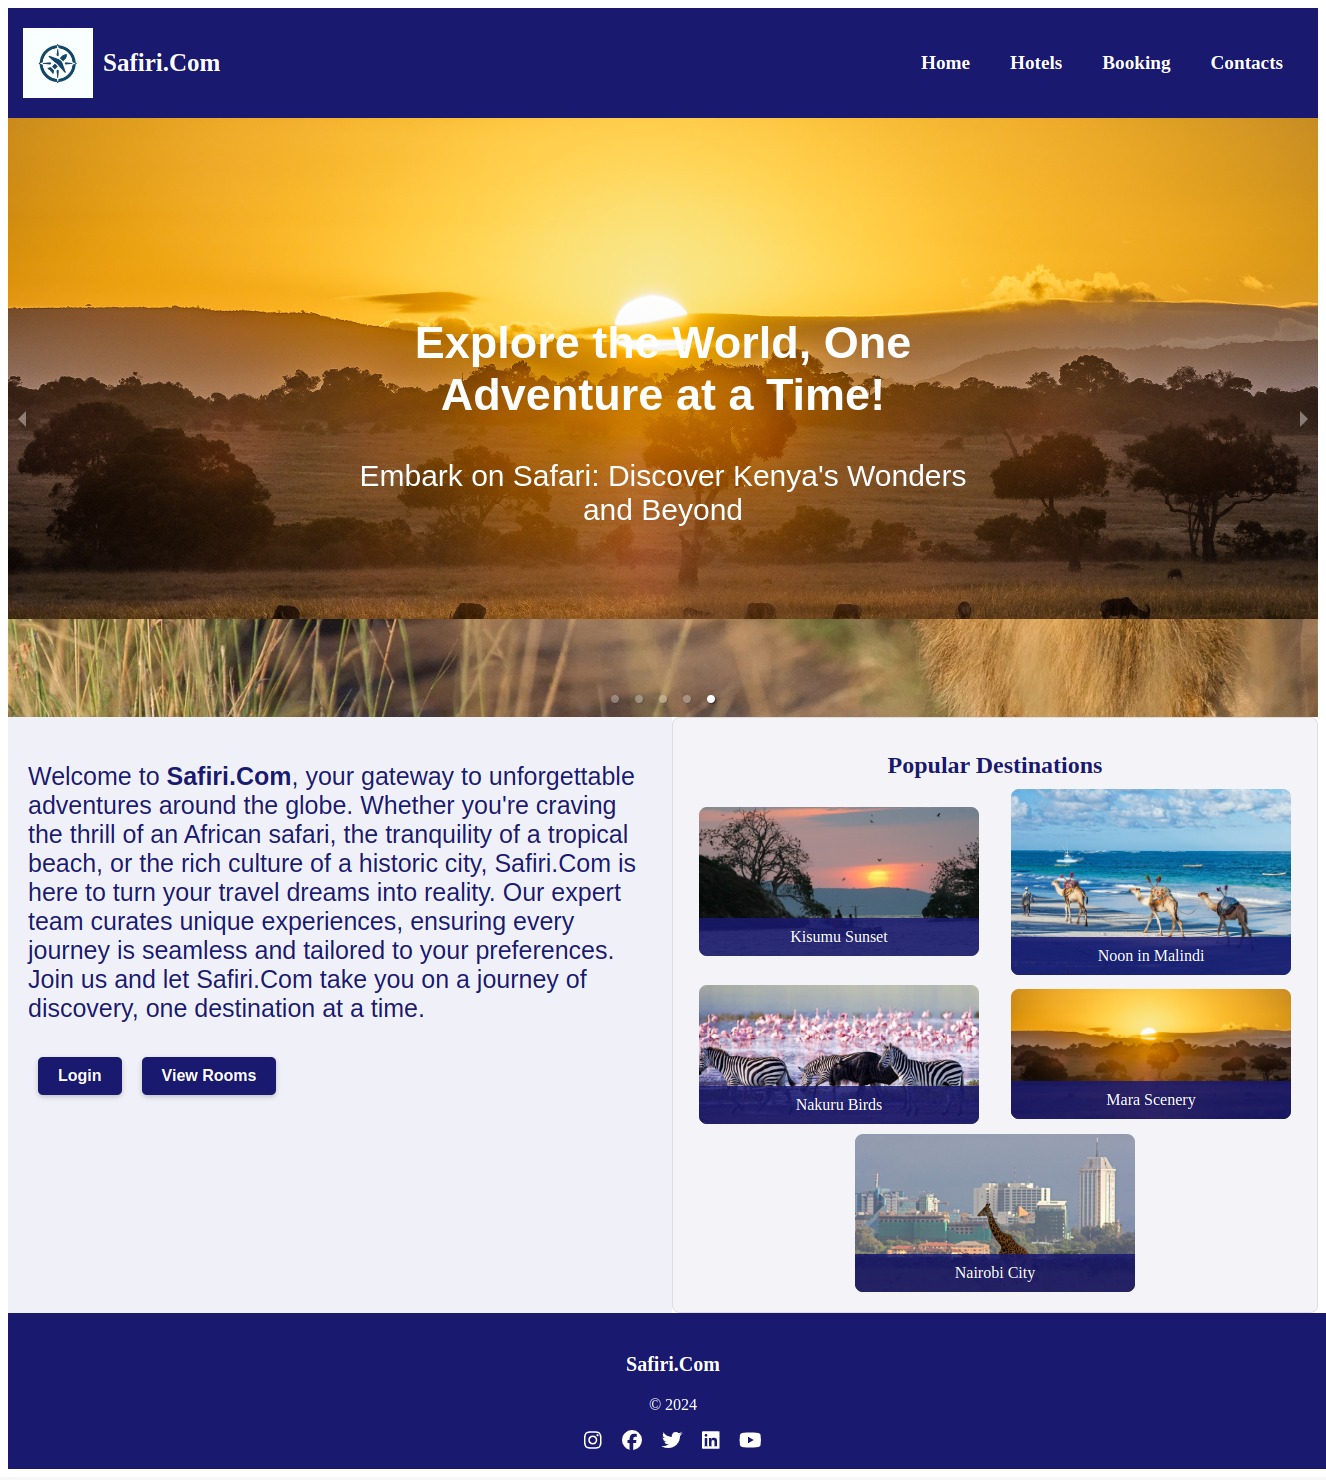 Safiri.Com
Home Hotels Booking Contacts
Explore the World, One
Adventure at a Time!
Embark on Safari: Discover Kenya's Wonders
and Beyond
Welcome to Safiri.Com, your gateway to unforgettable
adventures around the globe. Whether you're craving
the thrill of an African safari, the tranquility of a tropical
beach, or the rich culture of a historic city, Safiri.Com is
here to turn your travel dreams into reality. Our expert
team curates unique experiences, ensuring every
journey is seamless and tailored to your preferences.
Join us and let Safiri.Com take you on a journey of
discovery, one destination at a time.
Login View Rooms
Popular Destinations
Kisumu Sunset
Noon in Malindi
Nakuru Birds
Mara Scenery
Nairobi City
Safiri.Com
© 2024